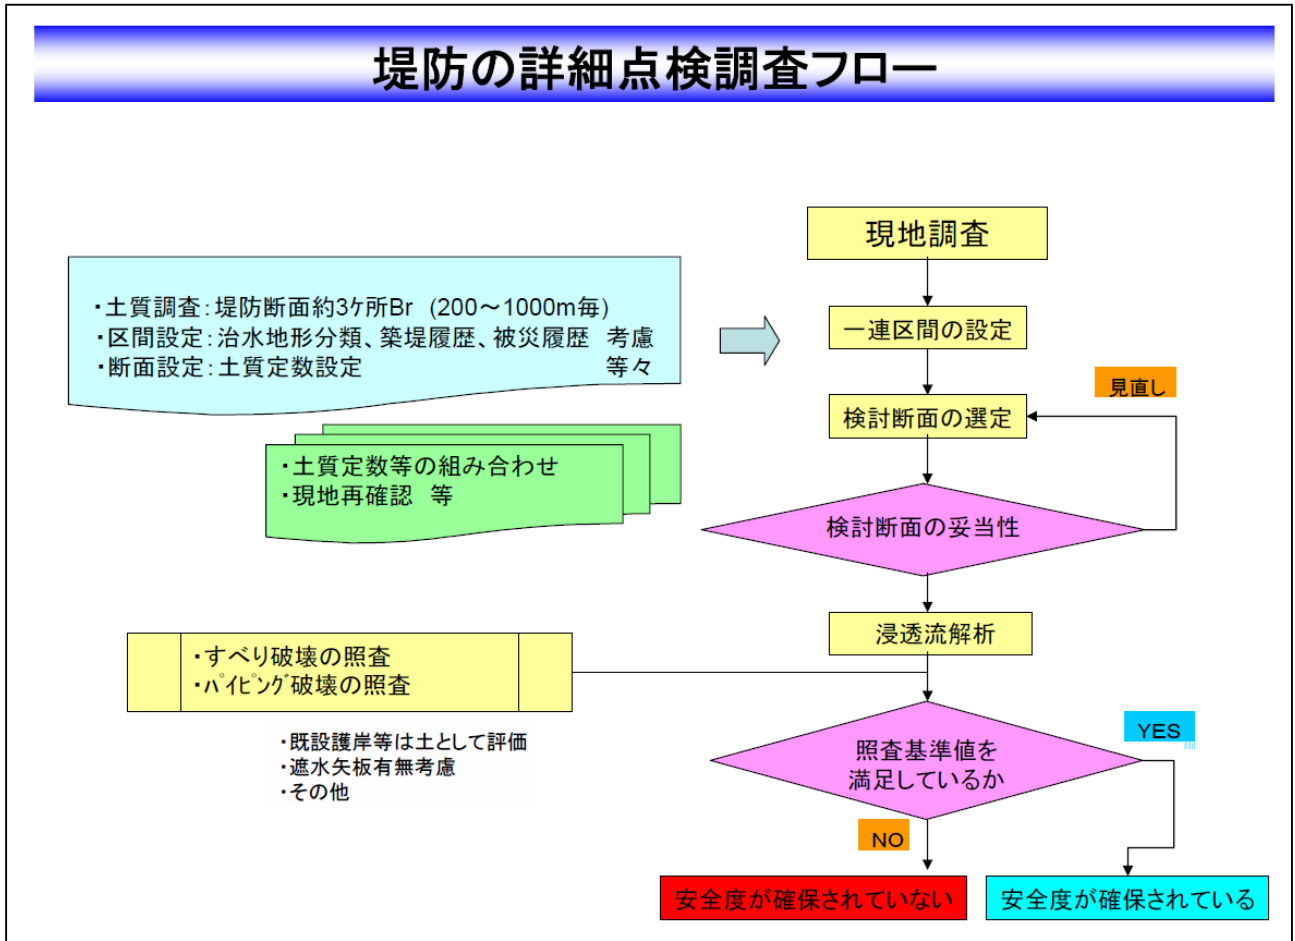 堤防の詳細点検調査フロー
現地調査
・土質調査：堤防断面約3ｹ所Br (200～1000m毎)
・区間設定：治水地形分類、築堤履歴、被災履歴 考慮
・断面設定：土質定数設定 等々
一連区間の設定
見直し
検討断面の選定
・土質定数等の組み合わせ
・現地再確認 等
検討断面の妥当性
浸透流解析
・すべり破壊の照査
・ﾊﾟｲﾋﾟﾝｸﾞ破壊の照査
・既設護岸等は土として評価
・遮水矢板有無考慮
・その他
照査基準値を
満足しているか
YES
NO
安全度が確保されていない
安全度が確保されている